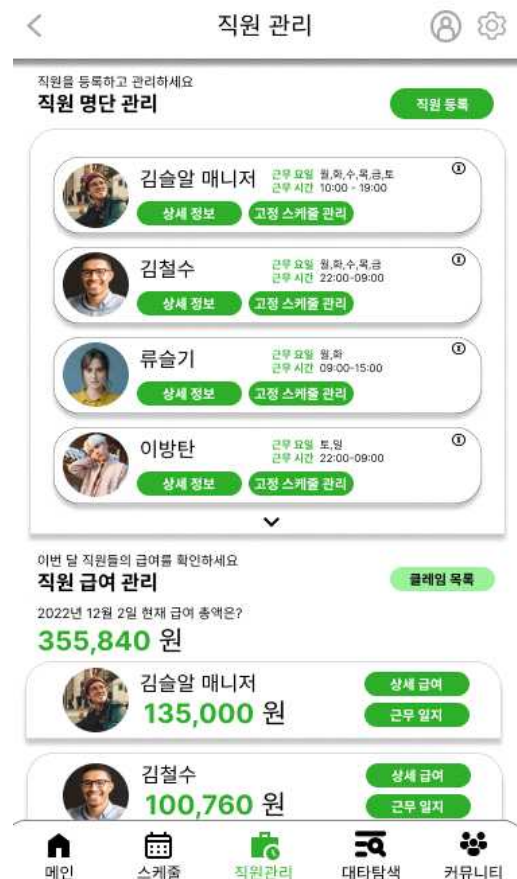 직원 관리
직원을 등록하고 관리하세요
직원 명단 관리
직원 등록
김슬알 매니저
근무 요일 월,화,수,목,금,토
근무 시간 10:00 - 19:00
상세 정보
고정 스케줄 관리
김철수
근무 요일 월,화,수,목,금
근무 시간 22:00-09:00
상세 정보
고정 스케줄 관리
류슬기
근무 요일 월,화
근무 시간 09:00-15:00
상세 정보
고정 스케줄 관리
이방탄
근무 요일 토,일
근무 시간 22:00-09:00
상세 정보
고정 스케줄 관리
이번 달 직원들의 급여를 확인하세요
직원 급여 관리
클레임 목록
2022년 12월 2일 현재 급여 총액은?
355,840 원
김슬알 매니저
135,000 원
상세 급여
근무 일지
김철수
100,760 원
상세 급여
근무 일지
메인
스케줄
직원관리
대타탐색
커뮤니티